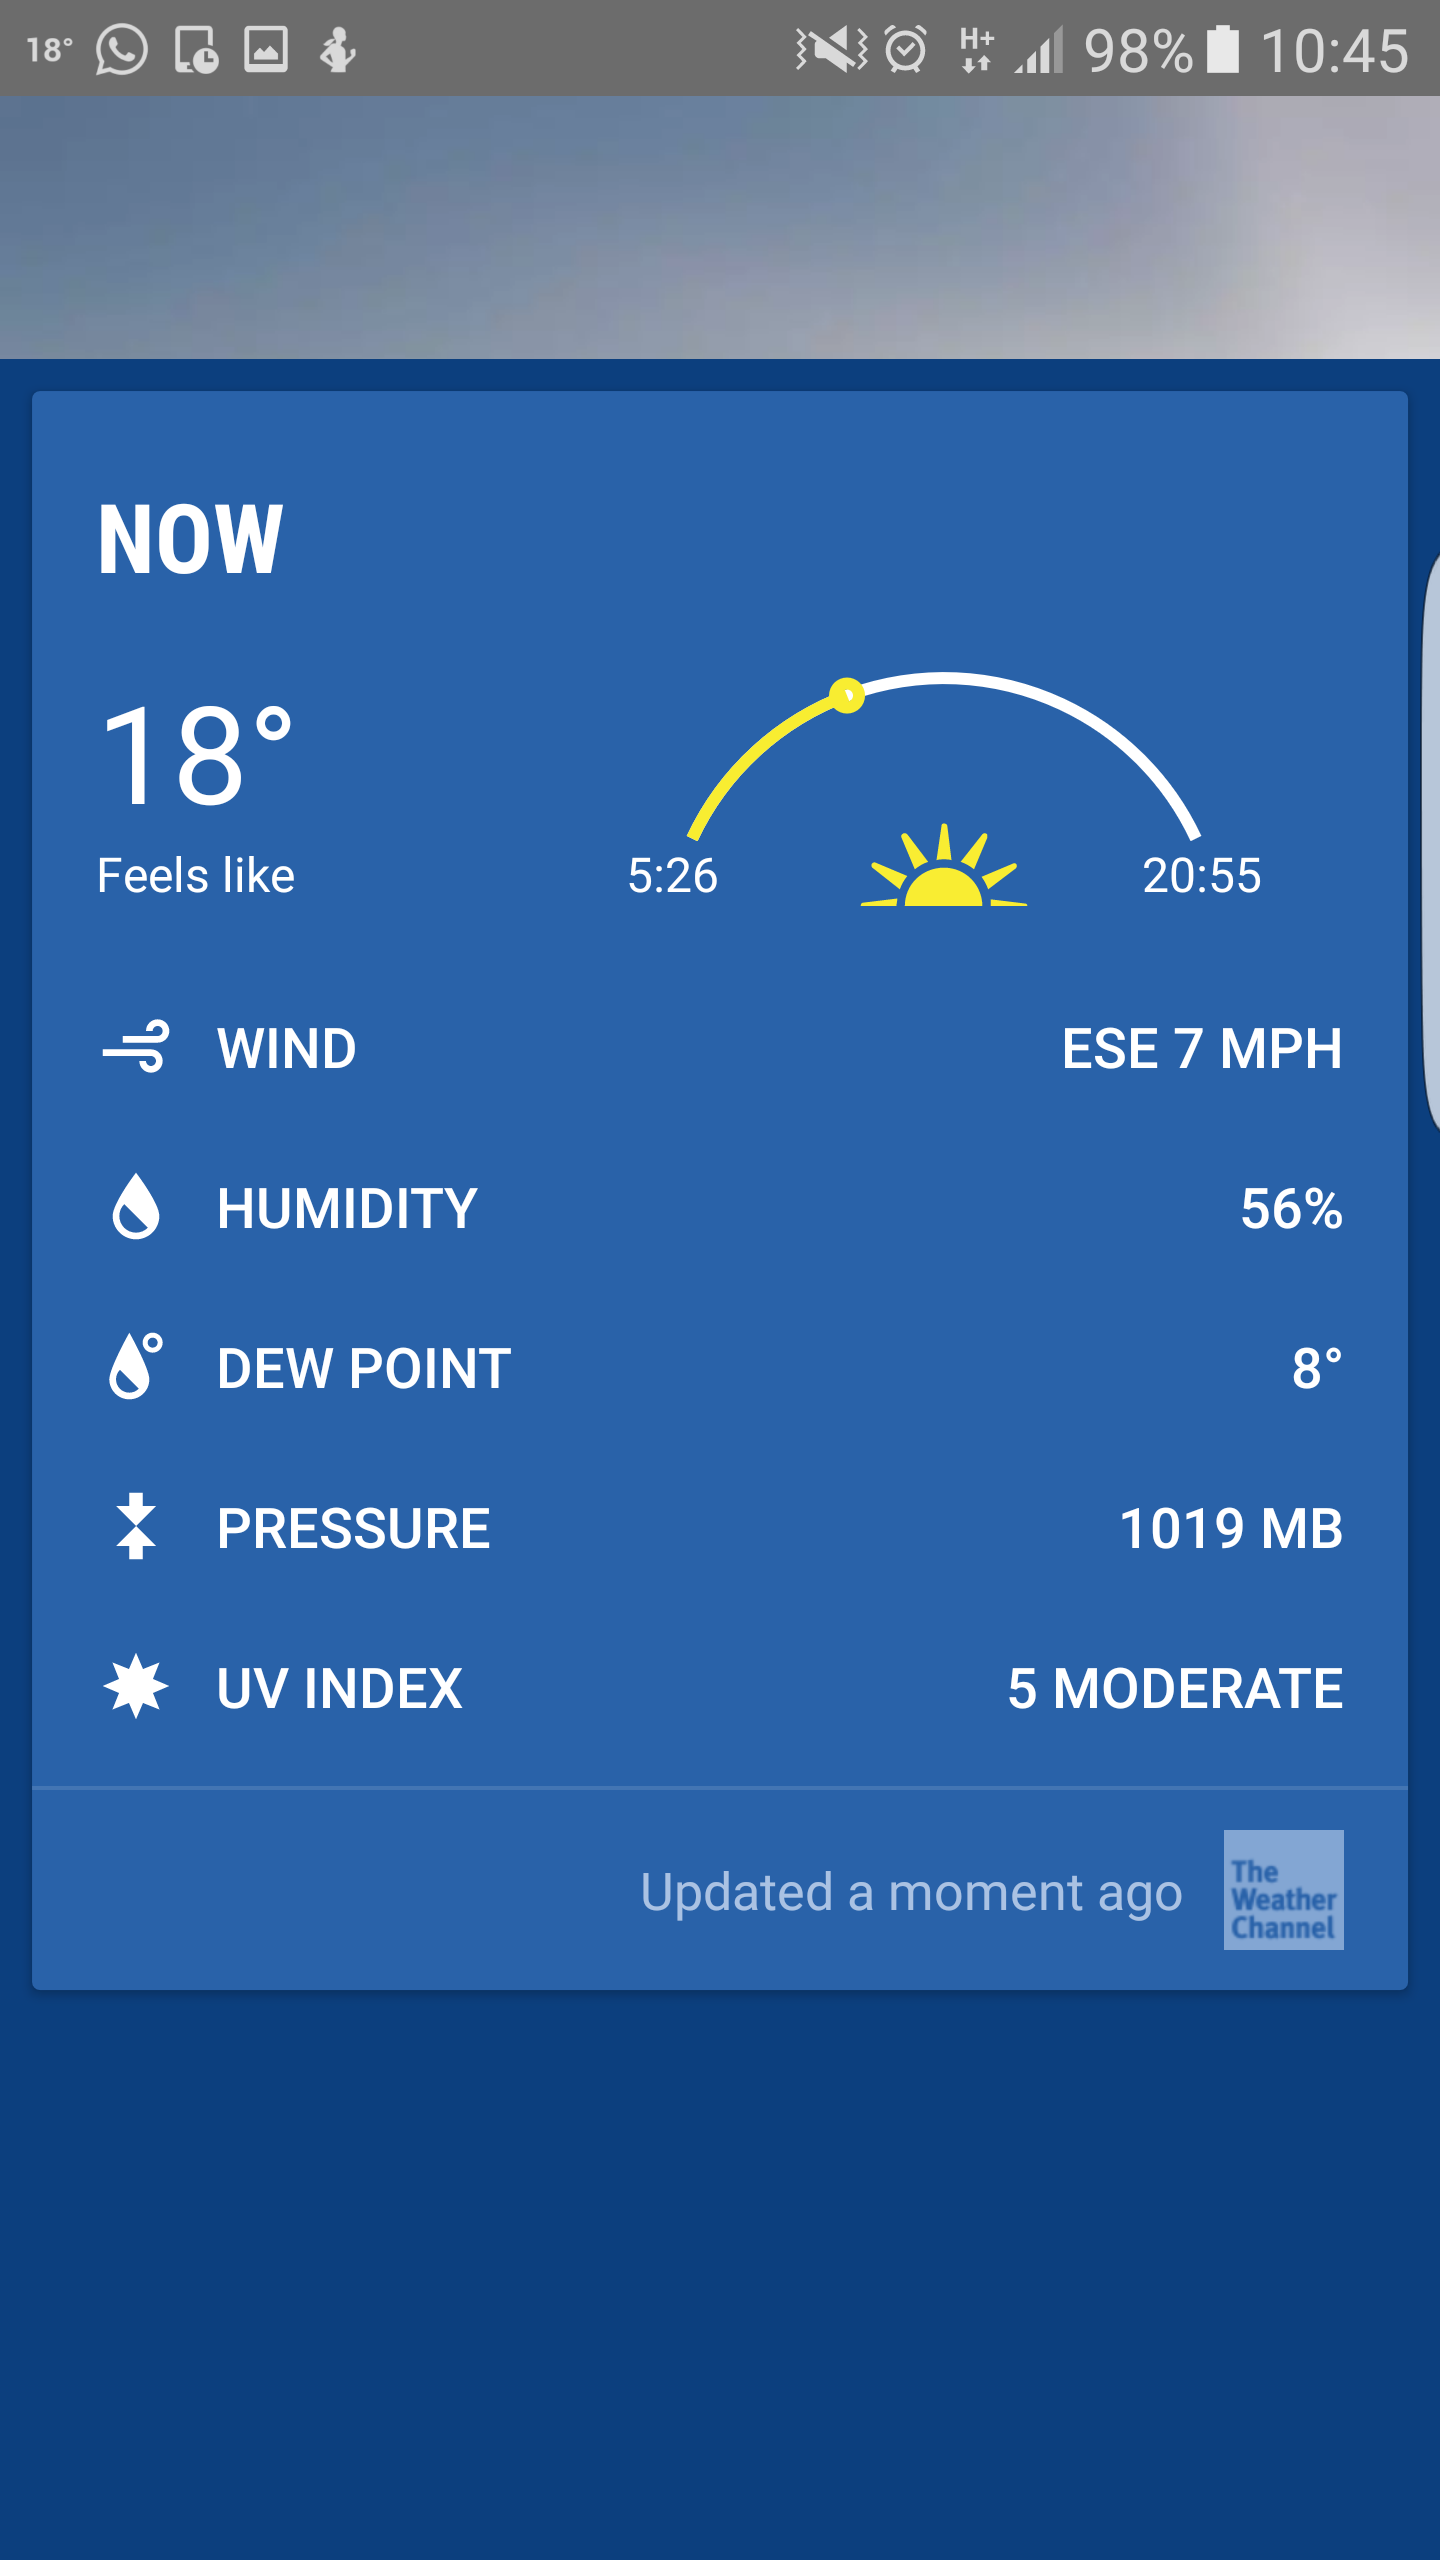 18° H+ 98% 10:45
NOW
18°
Feels like
5:26 20:55
WIND ESE 7 MPH
HUMIDITY 56%
DEW POINT 8°
PRESSURE 1019 MB
UV INDEX 5 MODERATE
Updated a moment ago
The
Weather
Channel